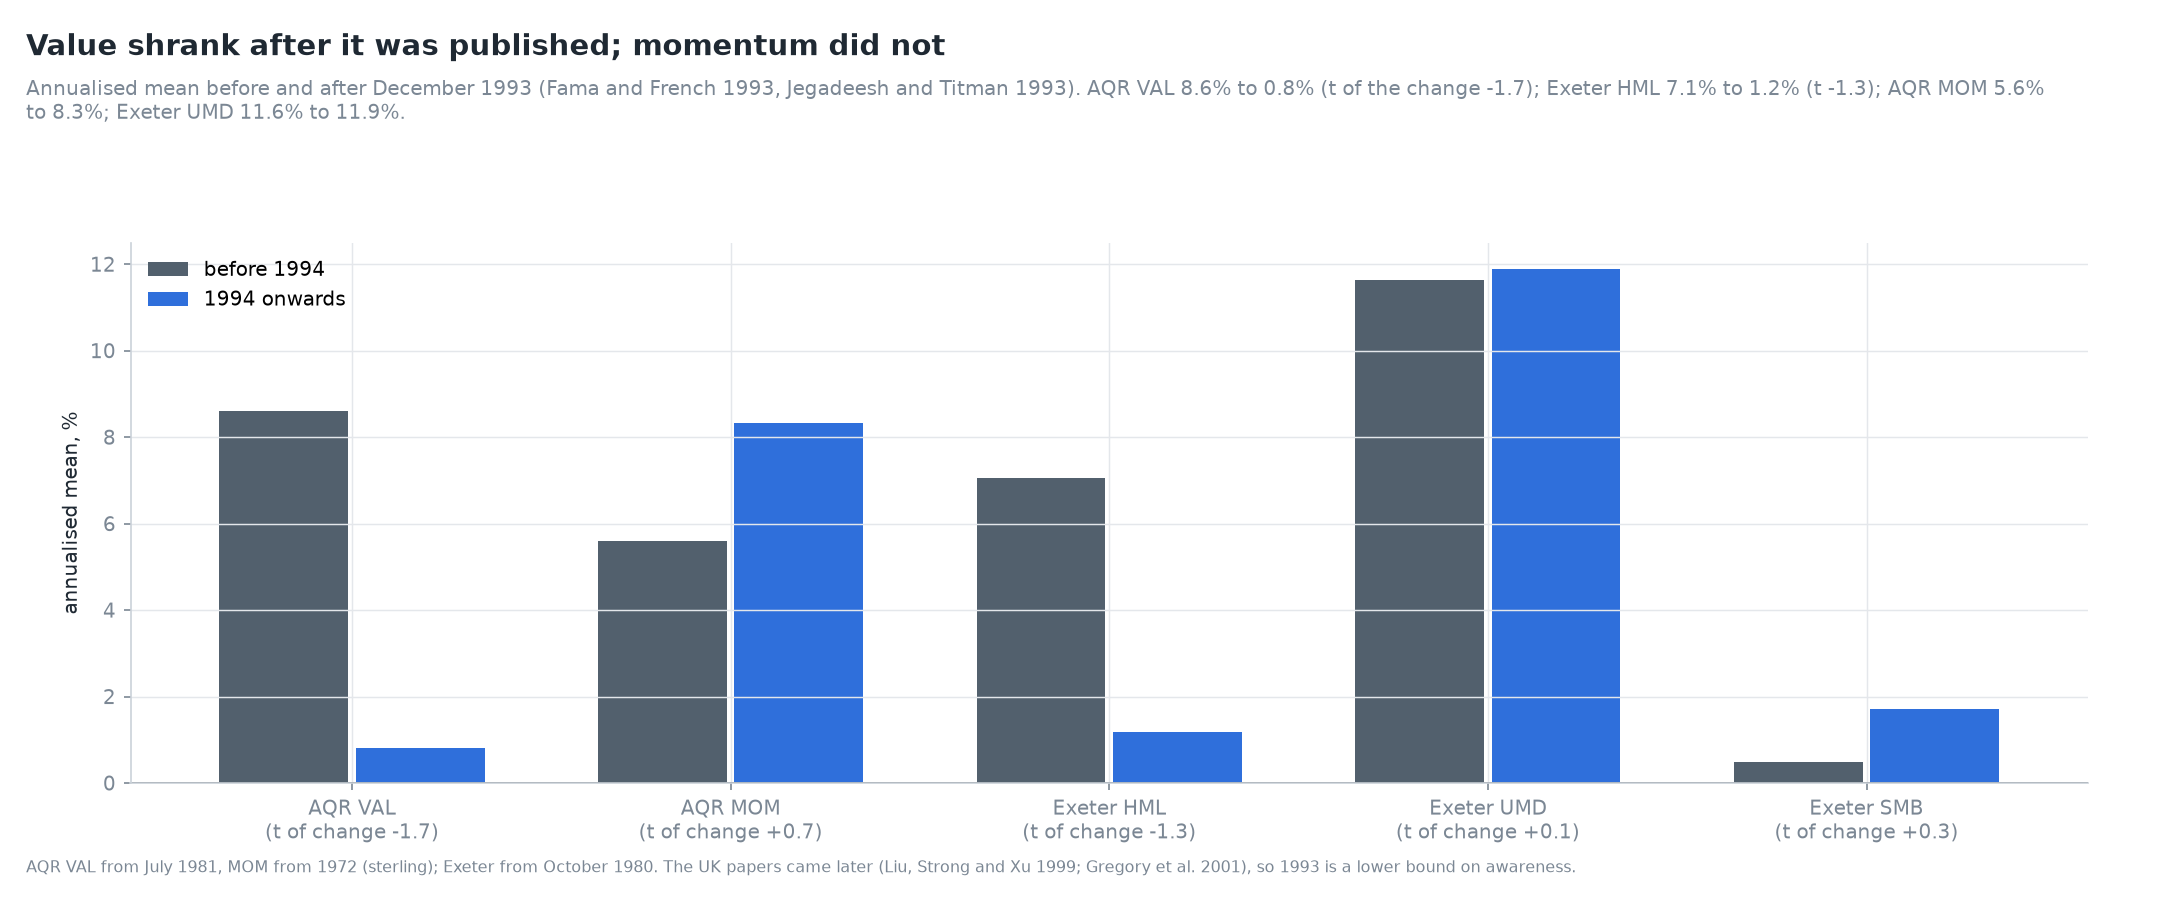 Value shrank after it was published; momentum did not
Annualised mean before and after December 1993 (Fama and French 1993, Jegadeesh and Titman 1993). AQR VAL 8.6% to 0.8% (t of the change -1.7); Exeter HML 7.1% to 1.2% (t -1.3); AQR MOM 5.6%
to 8.3%; Exeter UMD 11.6% to 11.9%.
before 1994
1994 onwards
annualised mean, %
12
10
8
6
4
2
0
AQR VAL
(t of change -1.7)
AQR MOM
(t of change +0.7)
Exeter HML
(t of change -1.3)
Exeter UMD
(t of change +0.1)
Exeter SMB
(t of change +0.3)
AQR VAL from July 1981, MOM from 1972 (sterling); Exeter from October 1980. The UK papers came later (Liu, Strong and Xu 1999; Gregory et al. 2001), so 1993 is a lower bound on awareness.